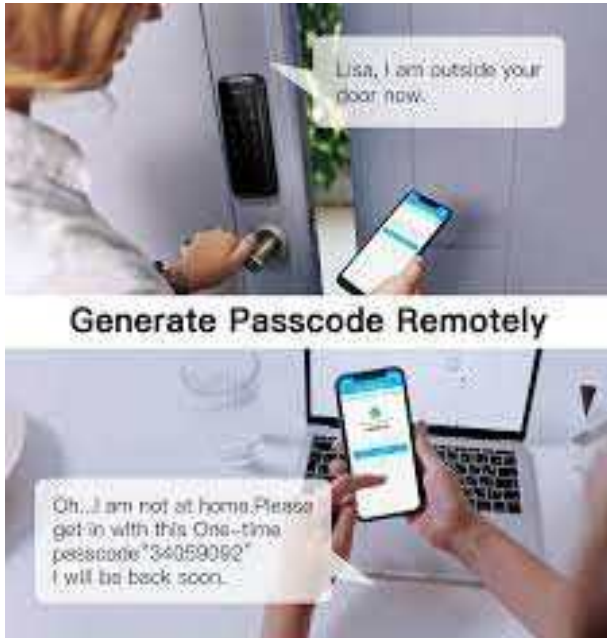 Lisa, I am outside your
door now.
Generate Passcode Remotely
Oh...I am not at home.Please
get in with this One-time
passcode"34059092"
I will be back soon.